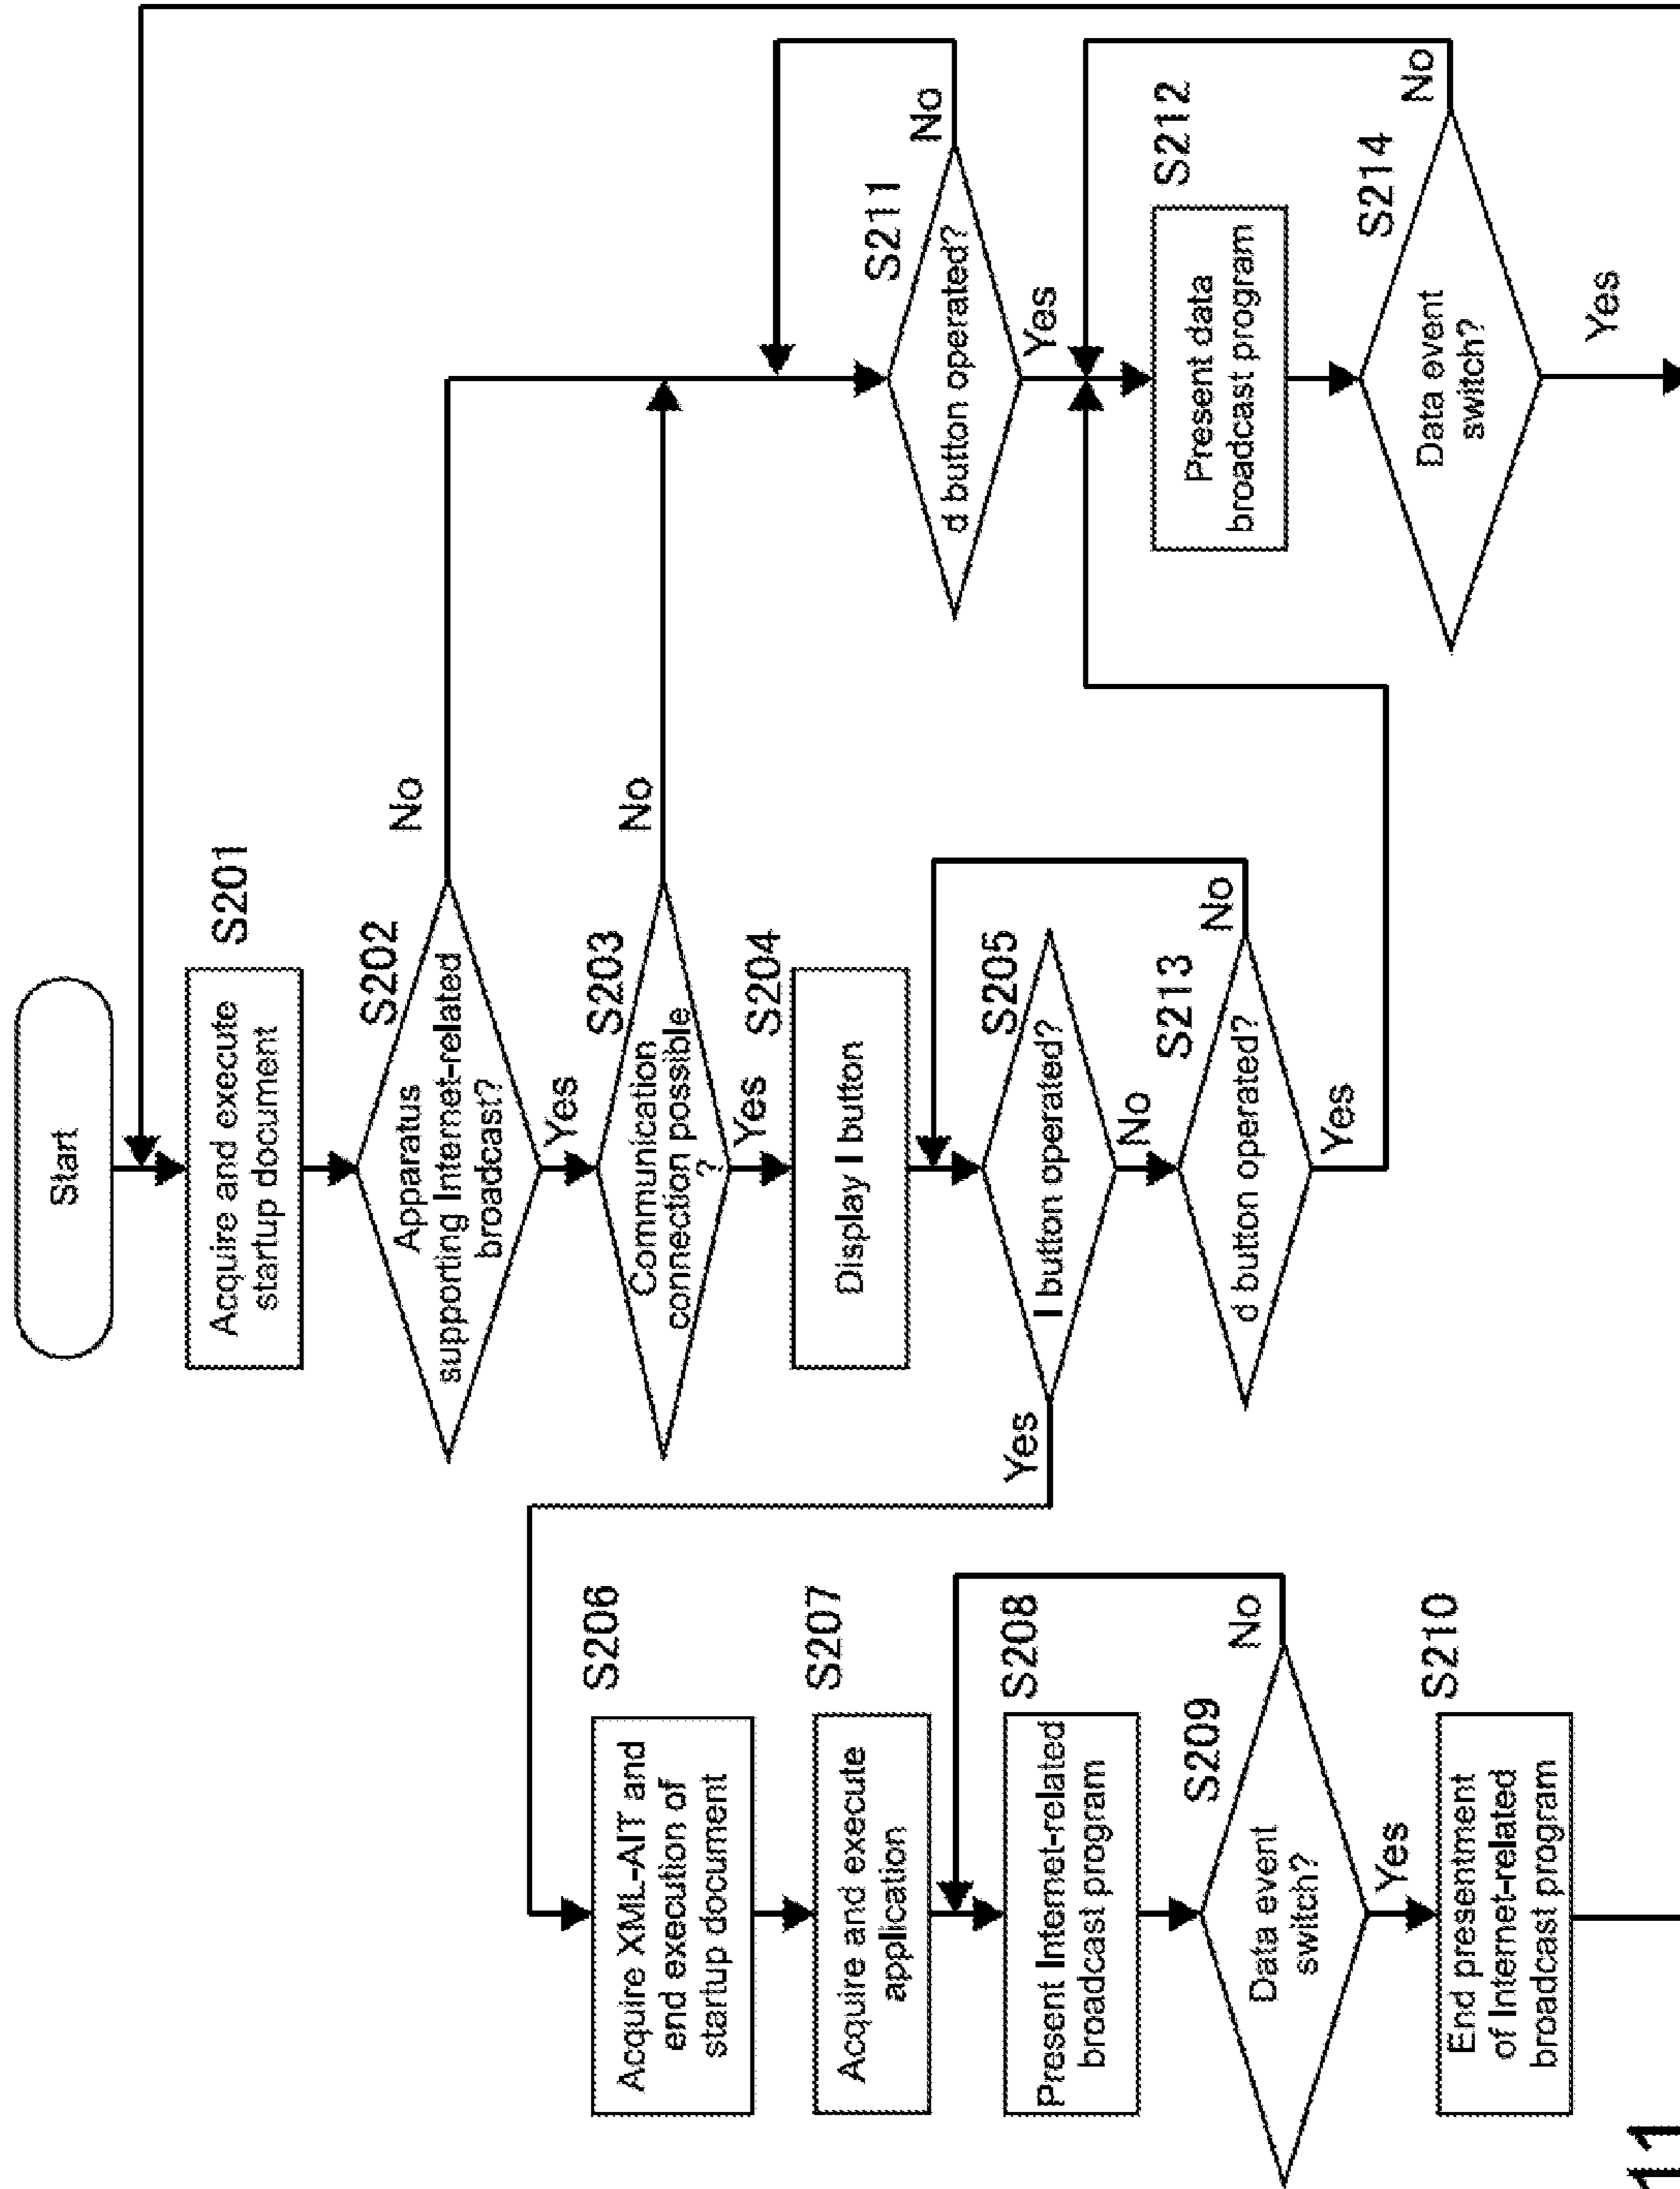 Start
S201
Acquire and execute
startup document
S202
Apparatus
supporting Internet-related
broadcast?
No
Yes
S203
Communication
connection possible
?
No
Yes
S204
Display I button
S205
I button operated?
Yes
No
S213
d button operated?
No
Yes
S206
Acquire XML-AIT and
end execution of
startup document
S207
Acquire and execute
application
S208
Present Internet-related
broadcast program
S209
Data event
switch?
No
Yes
S210
End presentment
of Internet-related
broadcast program
S211
d button operated?
No
Yes
S212
Present data
broadcast program
S214
Data event
switch?
No
Yes
11